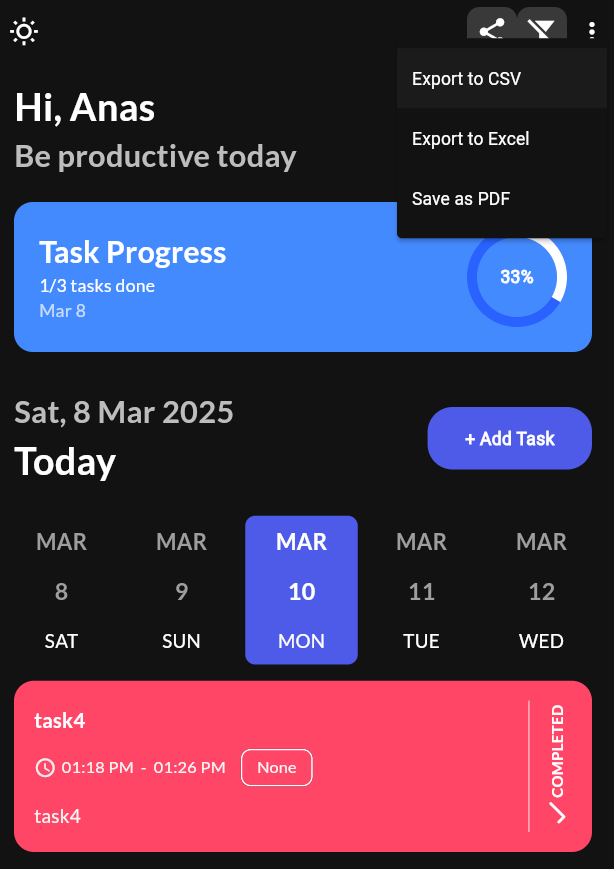 Export to CSV
Export to Excel
Save as PDF
Hi, Anas
Be productive today
Task Progress
1/3 tasks done
Mar 8
33%
Sat, 8 Mar 2025
Today
+ Add Task
MAR MAR MAR MAR MAR
8 9 10 11 12
SAT SUN MON TUE WED
task4
01:18 PM - 01:26 PM None
task4
COMPLETED